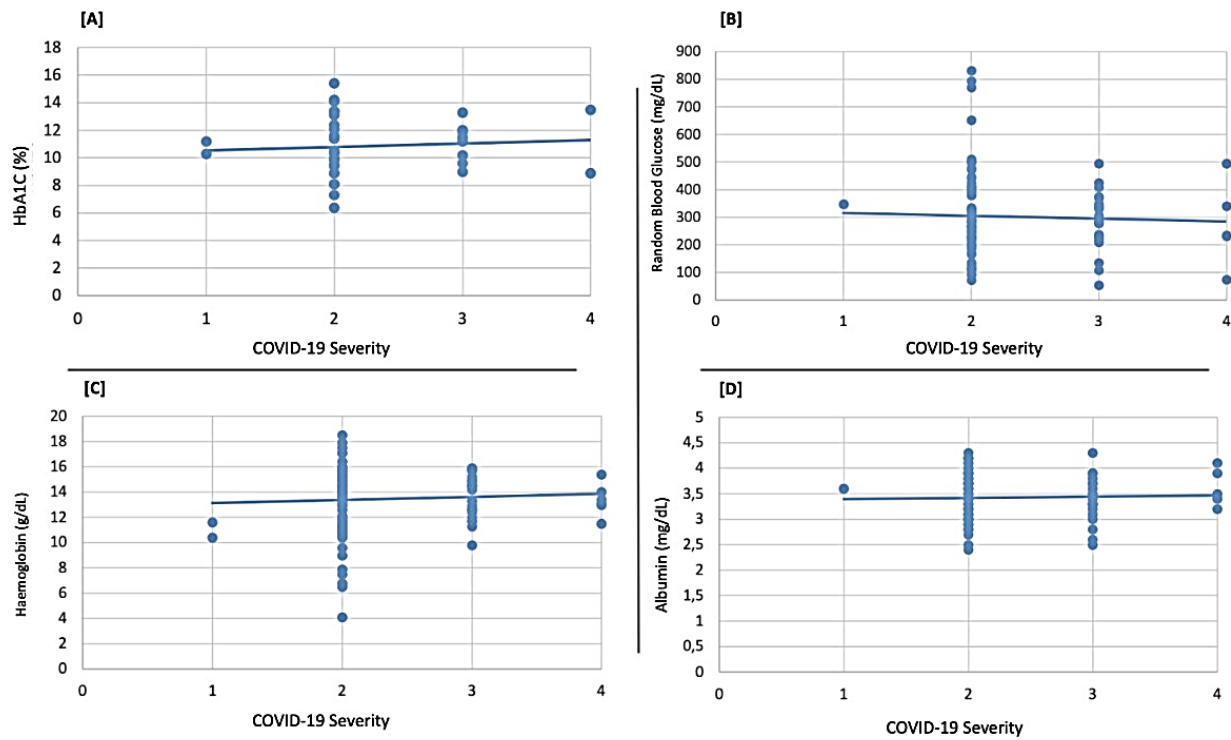 [A]
18
16
14
12
10
8
6
4
2
0
HbA1C (%)
0 1 2 3 4
COVID-19 Severity
[B]
900
800
700
600
500
400
300
200
100
0
Random Blood Glucose (mg/dL)
0 1 2 3 4
COVID-19 Severity
[C]
20
18
16
14
12
10
8
6
4
2
0
Haemoglobin (g/dL)
0 1 2 3 4
COVID-19 Severity
[D]
5
4,5
4
3,5
3
2,5
2
1,5
1
0,5
0
Albumin (mg/dL)
0 1 2 3 4
COVID-19 Severity